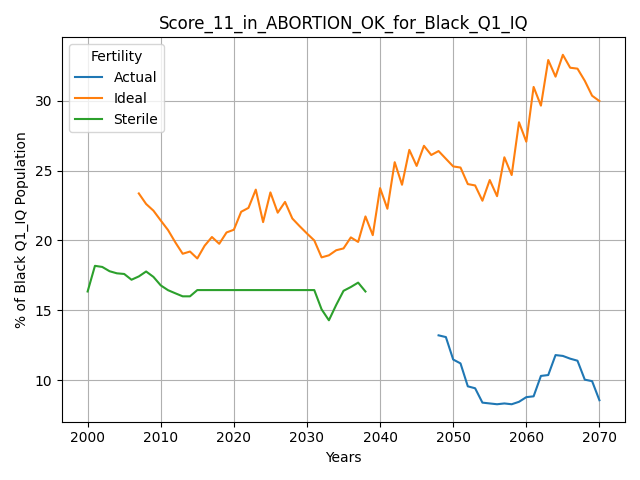 Score_11_in_ABORTION_OK_for_Black_Q1_IQ
Fertility
Actual
Ideal
Sterile
% of Black Q1_IQ Population
30
25
20
15
10
2000 2010 2020 2030 2040 2050 2060 2070
Years